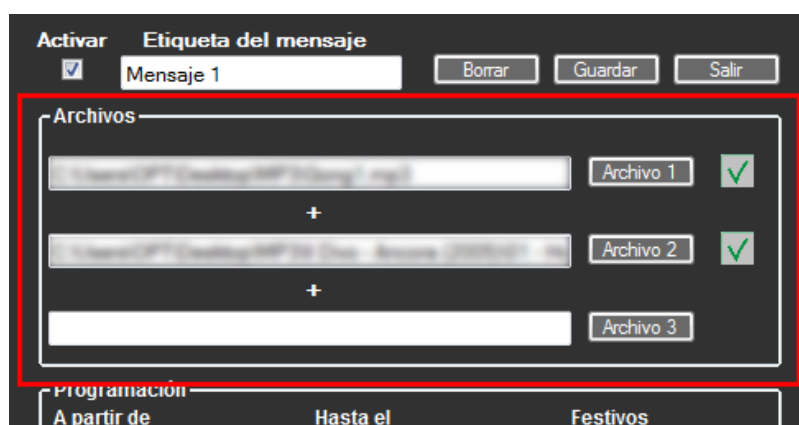 Activar Etiqueta del mensaje
Mensaje 1 Borrar Guardar Salir
Archivos
Archivo 1
+
Archivo 2
+
Archivo 3
Programación
A partir de Hasta el Festivos